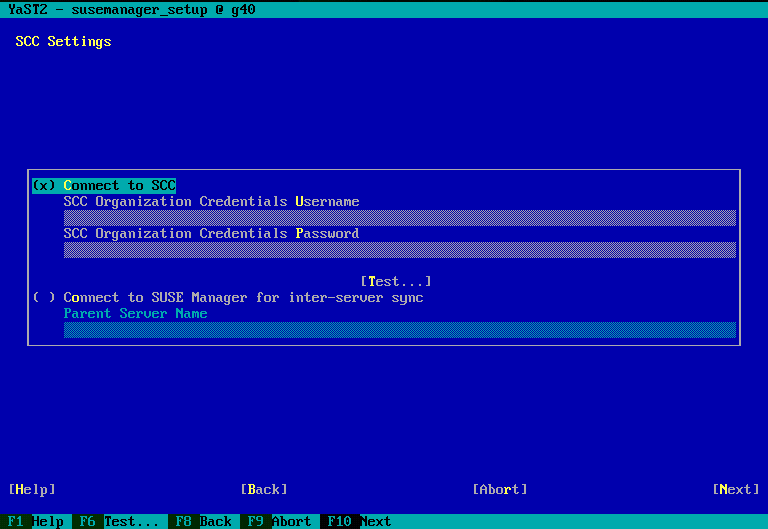 YaST2 - susemanager_setup @ g40
SCC Settings
(x) Connect to SCC
SCC Organization Credentials Username
SCC Organization Credentials Password
[Test...]
( ) Connect to SUSE Manager for inter-server sync
Parent Server Name
[Help] [Back] [Abort] [Next]
F1 Help F6 Test... F8 Back F9 Abort F10 Next